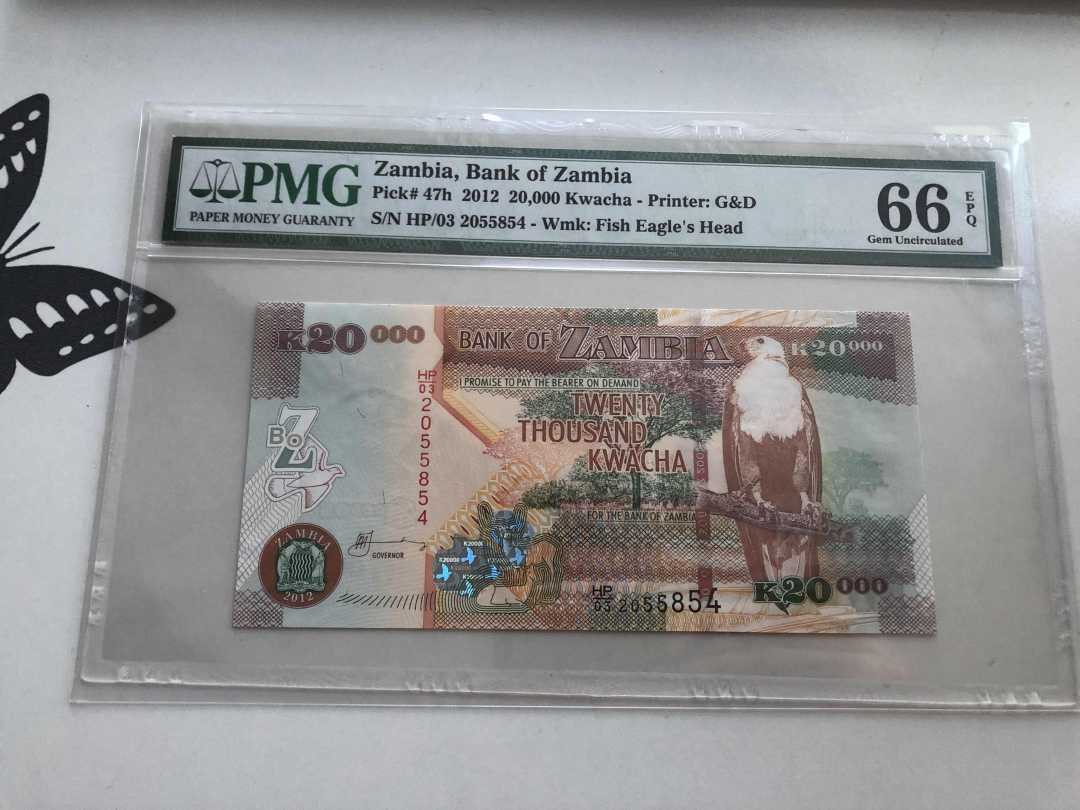 PMG
PAPER MONEY GUARANTY
Zambia, Bank of Zambia
Pick# 47h 2012 20,000 Kwacha - Printer: G&D
S/N HP/03 2055854 - Wmk: Fish Eagle's Head
66
EPQ
Gem Uncirculated
K20 000
BANK OF ZAMBIA
K20 000
HP/03 2055854
I PROMISE TO PAY THE BEARER ON DEMAND
TWENTY
THOUSAND
KWACHA
BoZ
FOR THE BANK OF ZAMBIA
ZAMBIA
2012
GOVERNOR
K20000
K20000
K20000
HP/03 2055854
K20 000